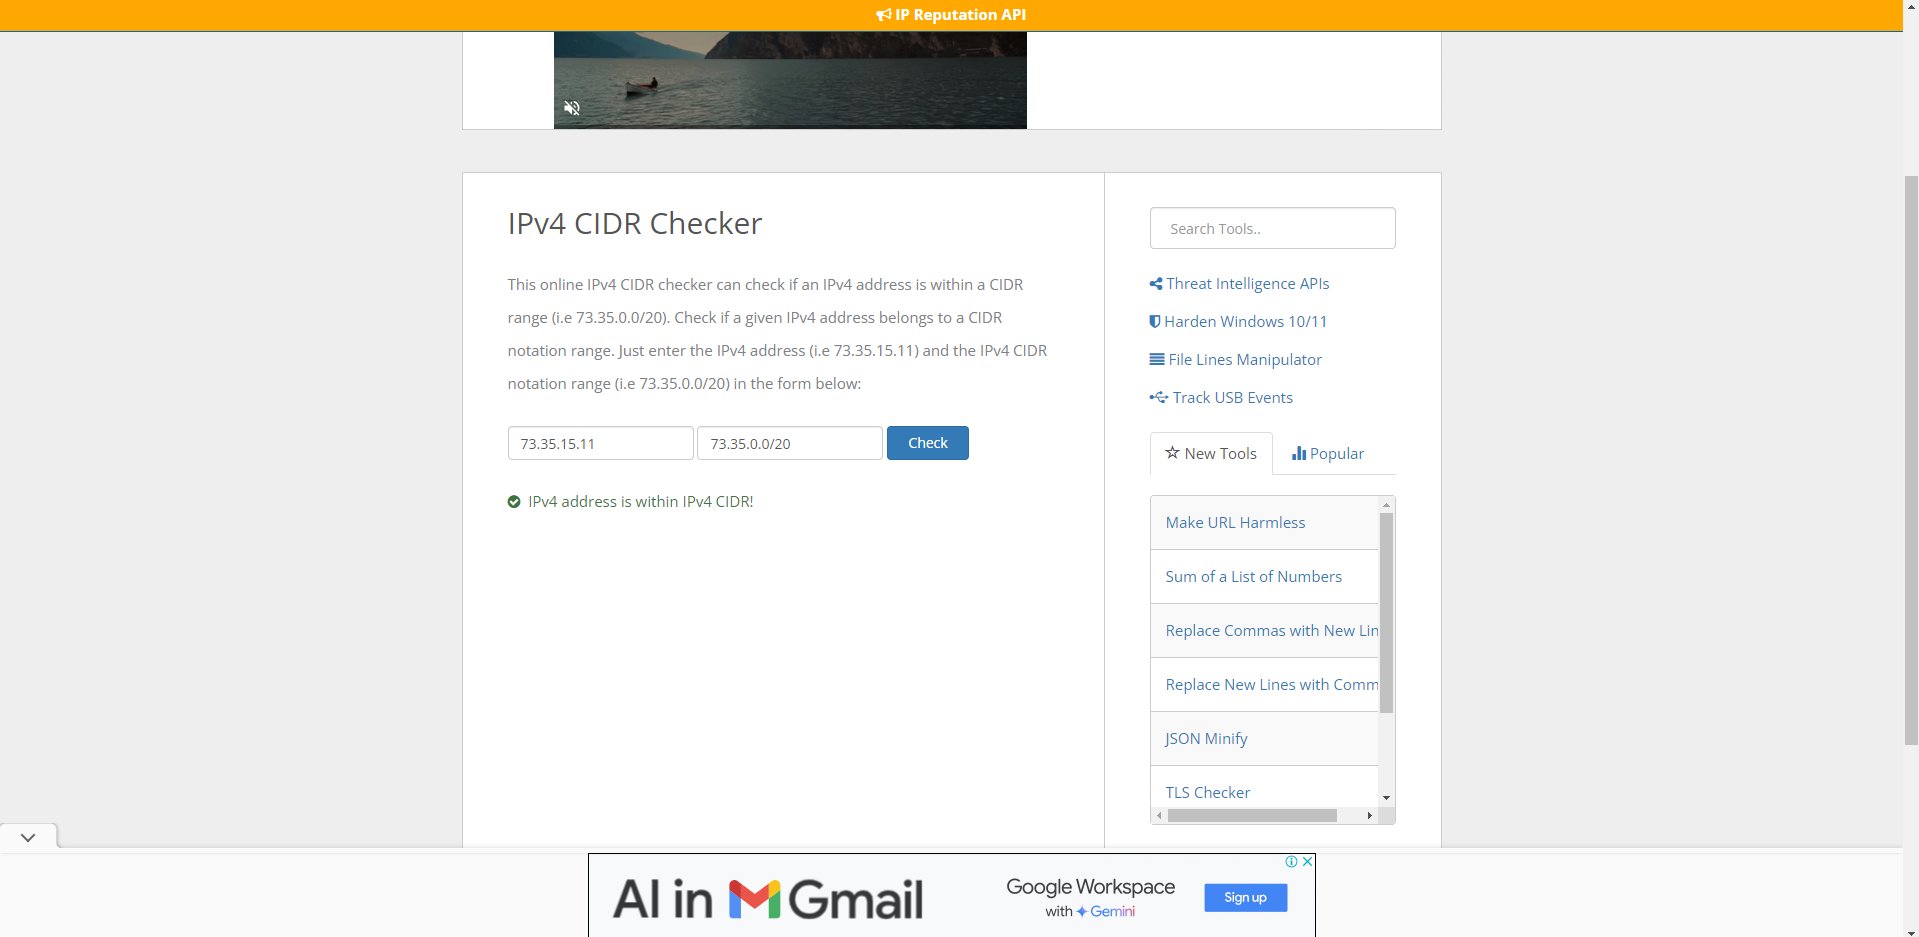 IP Reputation API
IPv4 CIDR Checker
This online IPv4 CIDR checker can check if an IPv4 address is within a CIDR
range (i.e 73.35.0.0/20). Check if a given IPv4 address belongs to a CIDR
notation range. Just enter the IPv4 address (i.e 73.35.15.11) and the IPv4 CIDR
notation range (i.e 73.35.0.0/20) in the form below:
73.35.15.11
73.35.0.0/20
Check
IPv4 address is within IPv4 CIDR!
Search Tools..
Threat Intelligence APIs
Harden Windows 10/11
File Lines Manipulator
Track USB Events
New Tools
Popular
Make URL Harmless
Sum of a List of Numbers
Replace Commas with New Lin
Replace New Lines with Comm
JSON Minify
TLS Checker
AI in Gmail
Google Workspace
with Gemini
Sign up